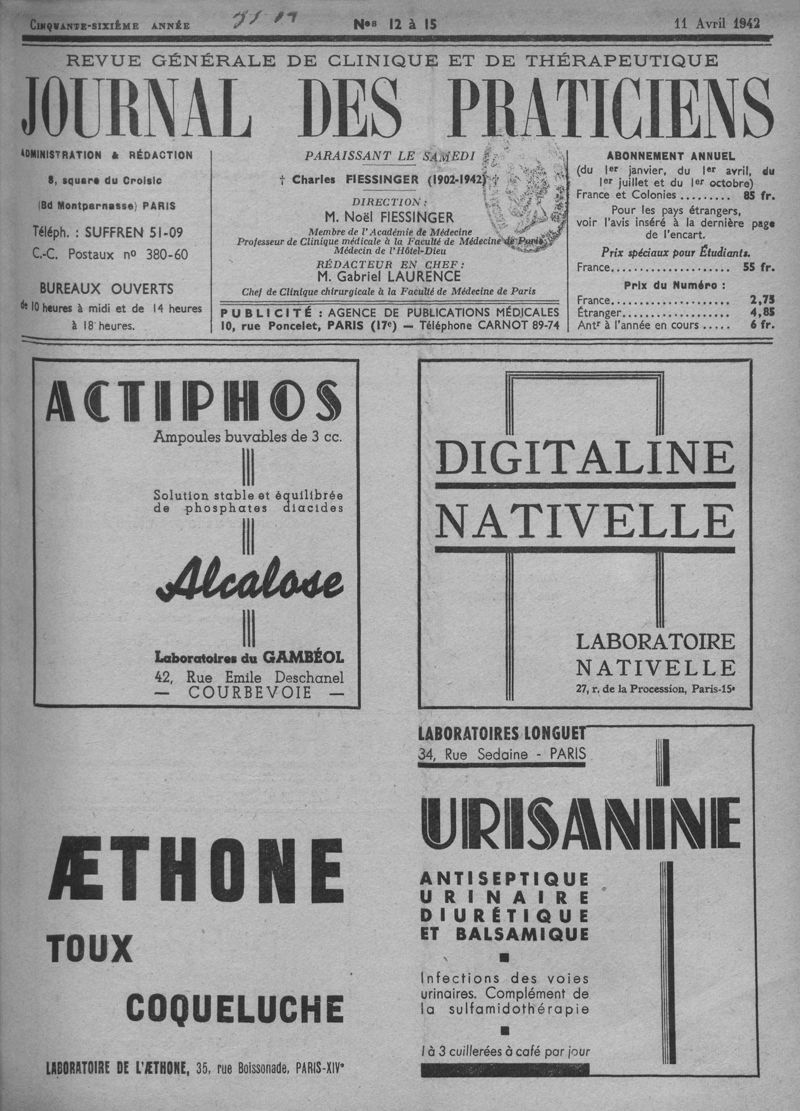 CINQUANTE-SIXIÈME ANNÉE
Nos 12 à 15
11 Avril 1942
REVUE GÉNÉRALE DE CLINIQUE ET DE THÉRAPEUTIQUE
JOURNAL DES PRATICIENS
ADMINISTRATION & RÉDACTION
8, square du Croisic
(Bd Montparnasse) PARIS
Téléph. : SUFFREN 51-09
C.-C. Postaux no 380-60
BUREAUX OUVERTS
de 10 heures à midi et de 14 heures
à 18 heures.
PARAISSANT LE SAMEDI
† Charles FIESSINGER (1902-1942) †
DIRECTION :
M. Noël FIESSINGER
Membre de l'Académie de Médecine
Professeur de Clinique médicale à la Faculté de Médecine de Paris
Médecin de l'Hôtel-Dieu
RÉDACTEUR EN CHEF :
M. Gabriel LAURENCE
Chef de Clinique chirurgicale à la Faculté de Médecine de Paris
PUBLICITÉ : AGENCE DE PUBLICATIONS MÉDICALES
10, rue Poncelet, PARIS (17e) — Téléphone CARNOT 89-74
ABONNEMENT ANNUEL
(du 1er janvier, du 1er avril, du
1er juillet et du 1er octobre)
France et Colonies ......... 85 fr.
Pour les pays étrangers,
voir l'avis inséré à la dernière page
de l'encart.
Prix spéciaux pour Étudiants.
France.................... 55 fr.
Prix du Numéro :
France.................... 2,75
Étranger.................. 4,85
Antr à l'année en cours ..... 6 fr.
ACTIPHOS
Ampoules buvables de 3 cc.
Solution stable et équilibrée
de phosphates diacides
Alcalose
Laboratoires du GAMBÉOL
42, Rue Emile Deschanel
— COURBEVOIE —
DIGITALINE
NATIVELLE
LABORATOIRE
NATIVELLE
27, r. de la Procession, Paris-15e
ÆTHONE
TOUX
COQUELUCHE
LABORATOIRE DE L'ÆTHONE, 35, rue Boissonade, PARIS-XIVe
LABORATOIRES LONGUET
34, Rue Sedaine - PARIS
URISANINE
ANTISEPTIQUE
URINAIRE
DIURÉTIQUE
ET BALSAMIQUE
Infections des voies
urinaires. Complément de
la sulfamidothérapie
1 à 3 cuillerées à café par jour